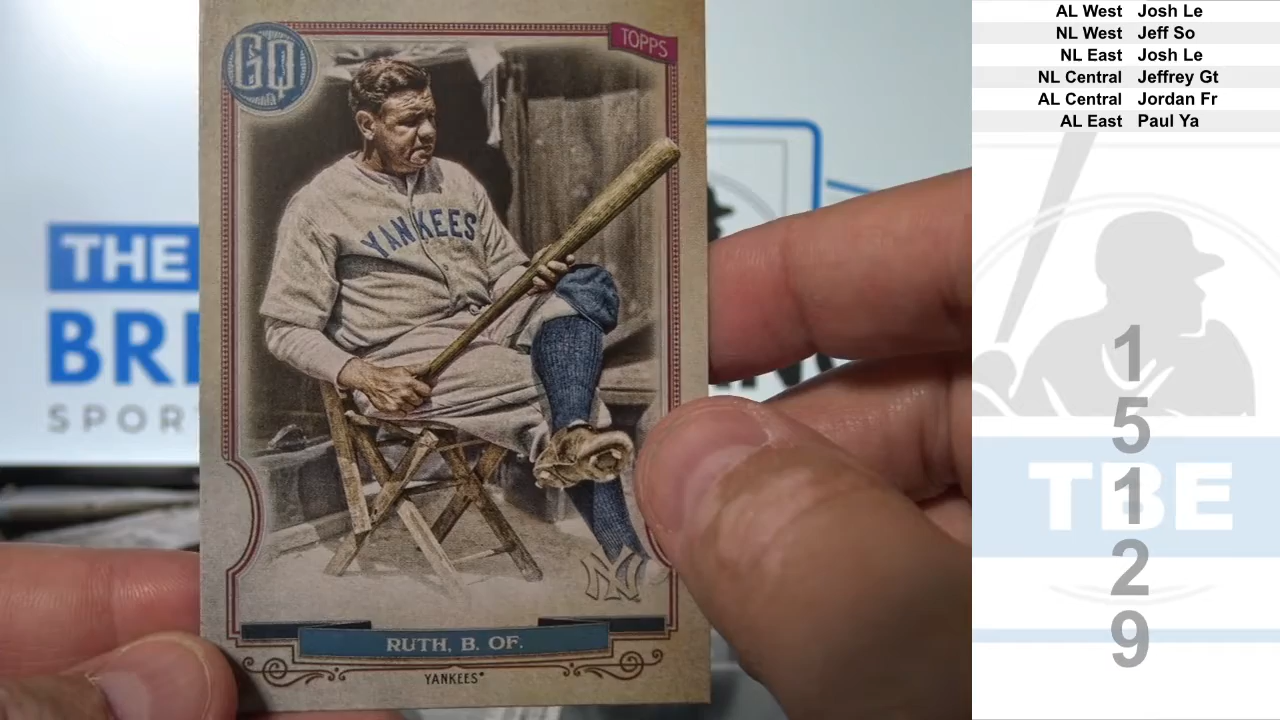 GQ
TOPPS
YANKEES
RUTH, B. OF.
YANKEES
NY
THE
BRE
SPORT
AL West Josh Le
NL West Jeff So
NL East Josh Le
NL Central Jeffrey Gt
AL Central Jordan Fr
AL East Paul Ya
TBE
1
5
1
2
9